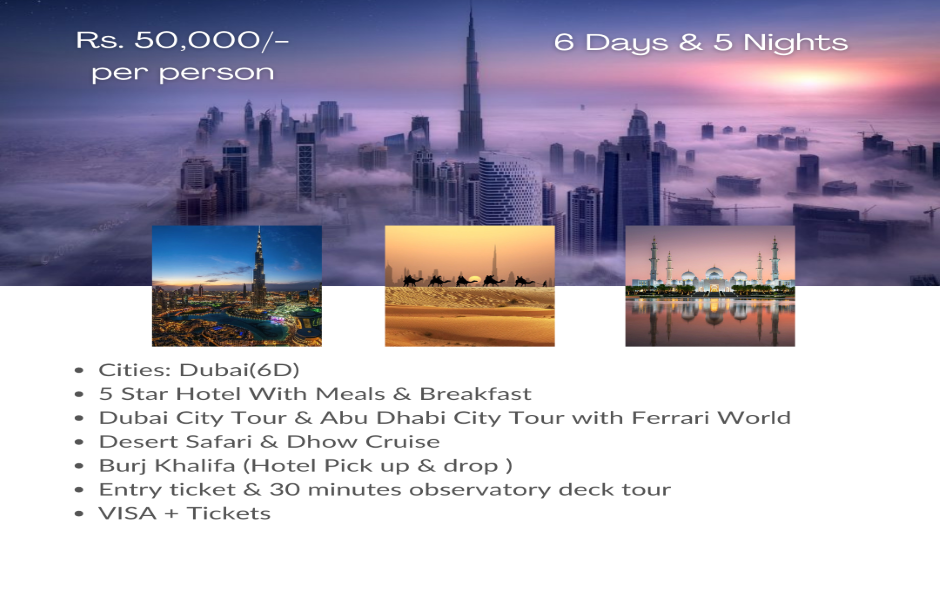 Rs. 50,000/-
per person
6 Days & 5 Nights
• Cities: Dubai(6D)
• 5 Star Hotel With Meals & Breakfast
• Dubai City Tour & Abu Dhabi City Tour with Ferrari World
• Desert Safari & Dhow Cruise
• Burj Khalifa (Hotel Pick up & drop )
• Entry ticket & 30 minutes observatory deck tour
• VISA + Tickets